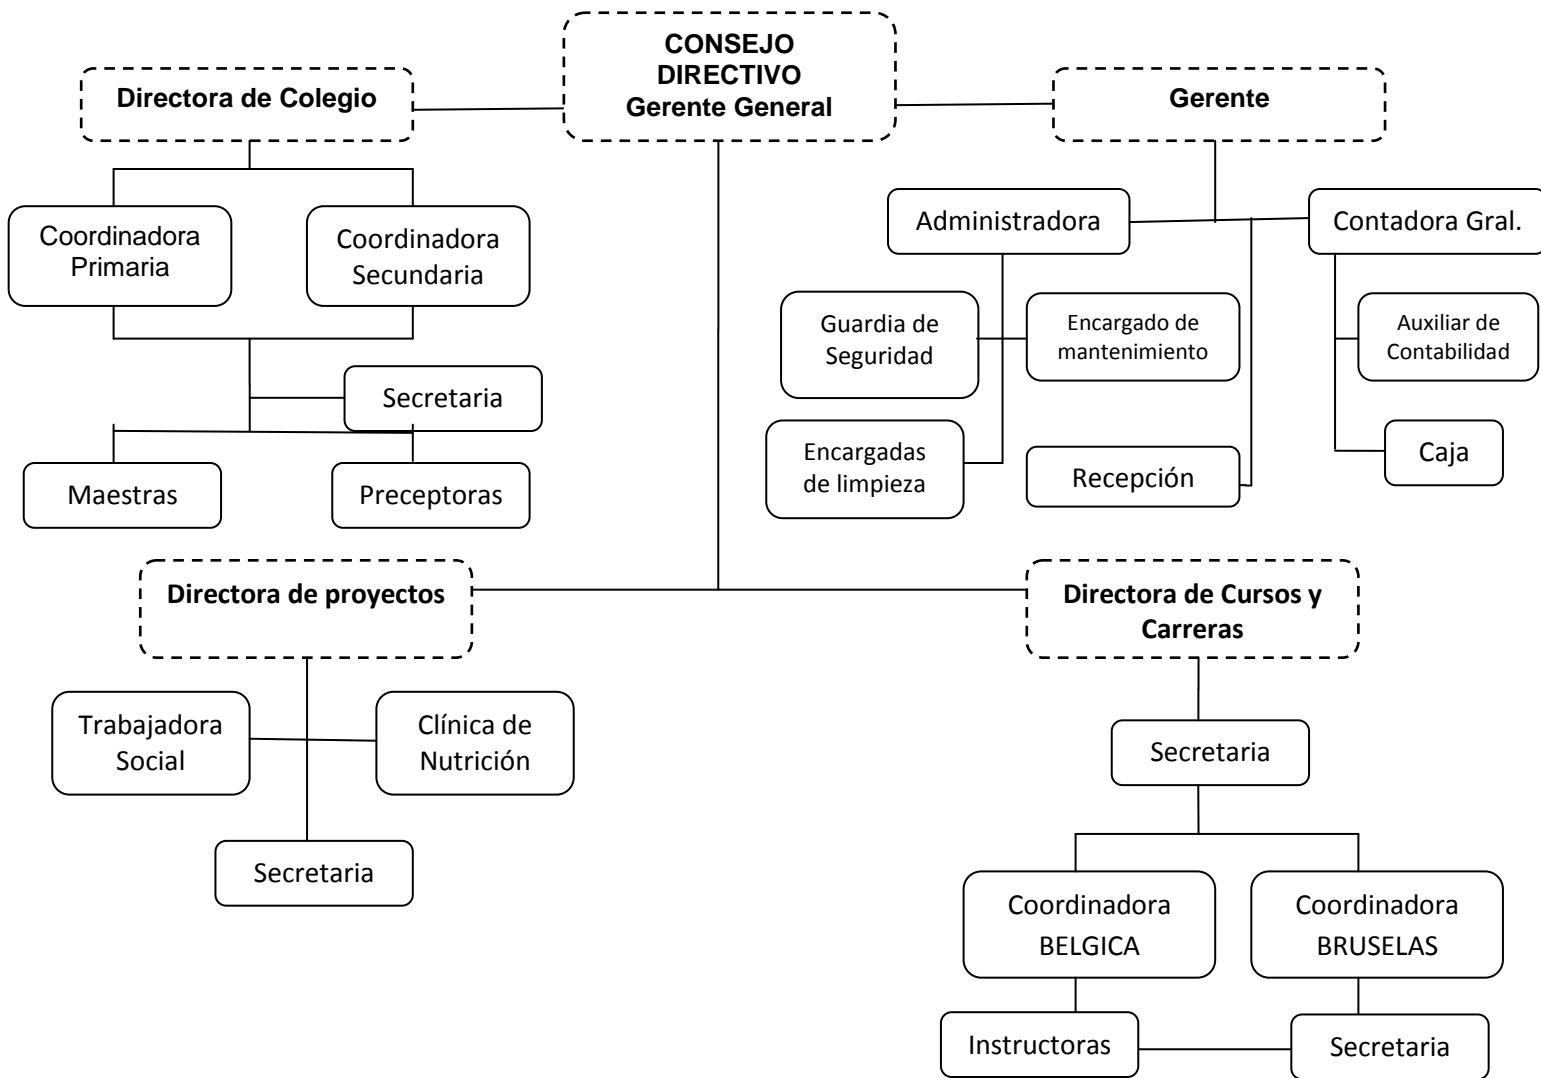 CONSEJO
DIRECTIVO
Gerente General
Directora de Colegio
Gerente
Coordinadora
Primaria
Coordinadora
Secundaria
Administradora
Contadora Gral.
Guardia de
Seguridad
Encargado de
mantenimiento
Auxiliar de
Contabilidad
Secretaria
Encargadas
de limpieza
Recepción
Caja
Maestras
Preceptoras
Directora de proyectos
Directora de Cursos y
Carreras
Trabajadora
Social
Clínica de
Nutrición
Secretaria
Secretaria
Coordinadora
BELGICA
Coordinadora
BRUSELAS
Instructoras
Secretaria